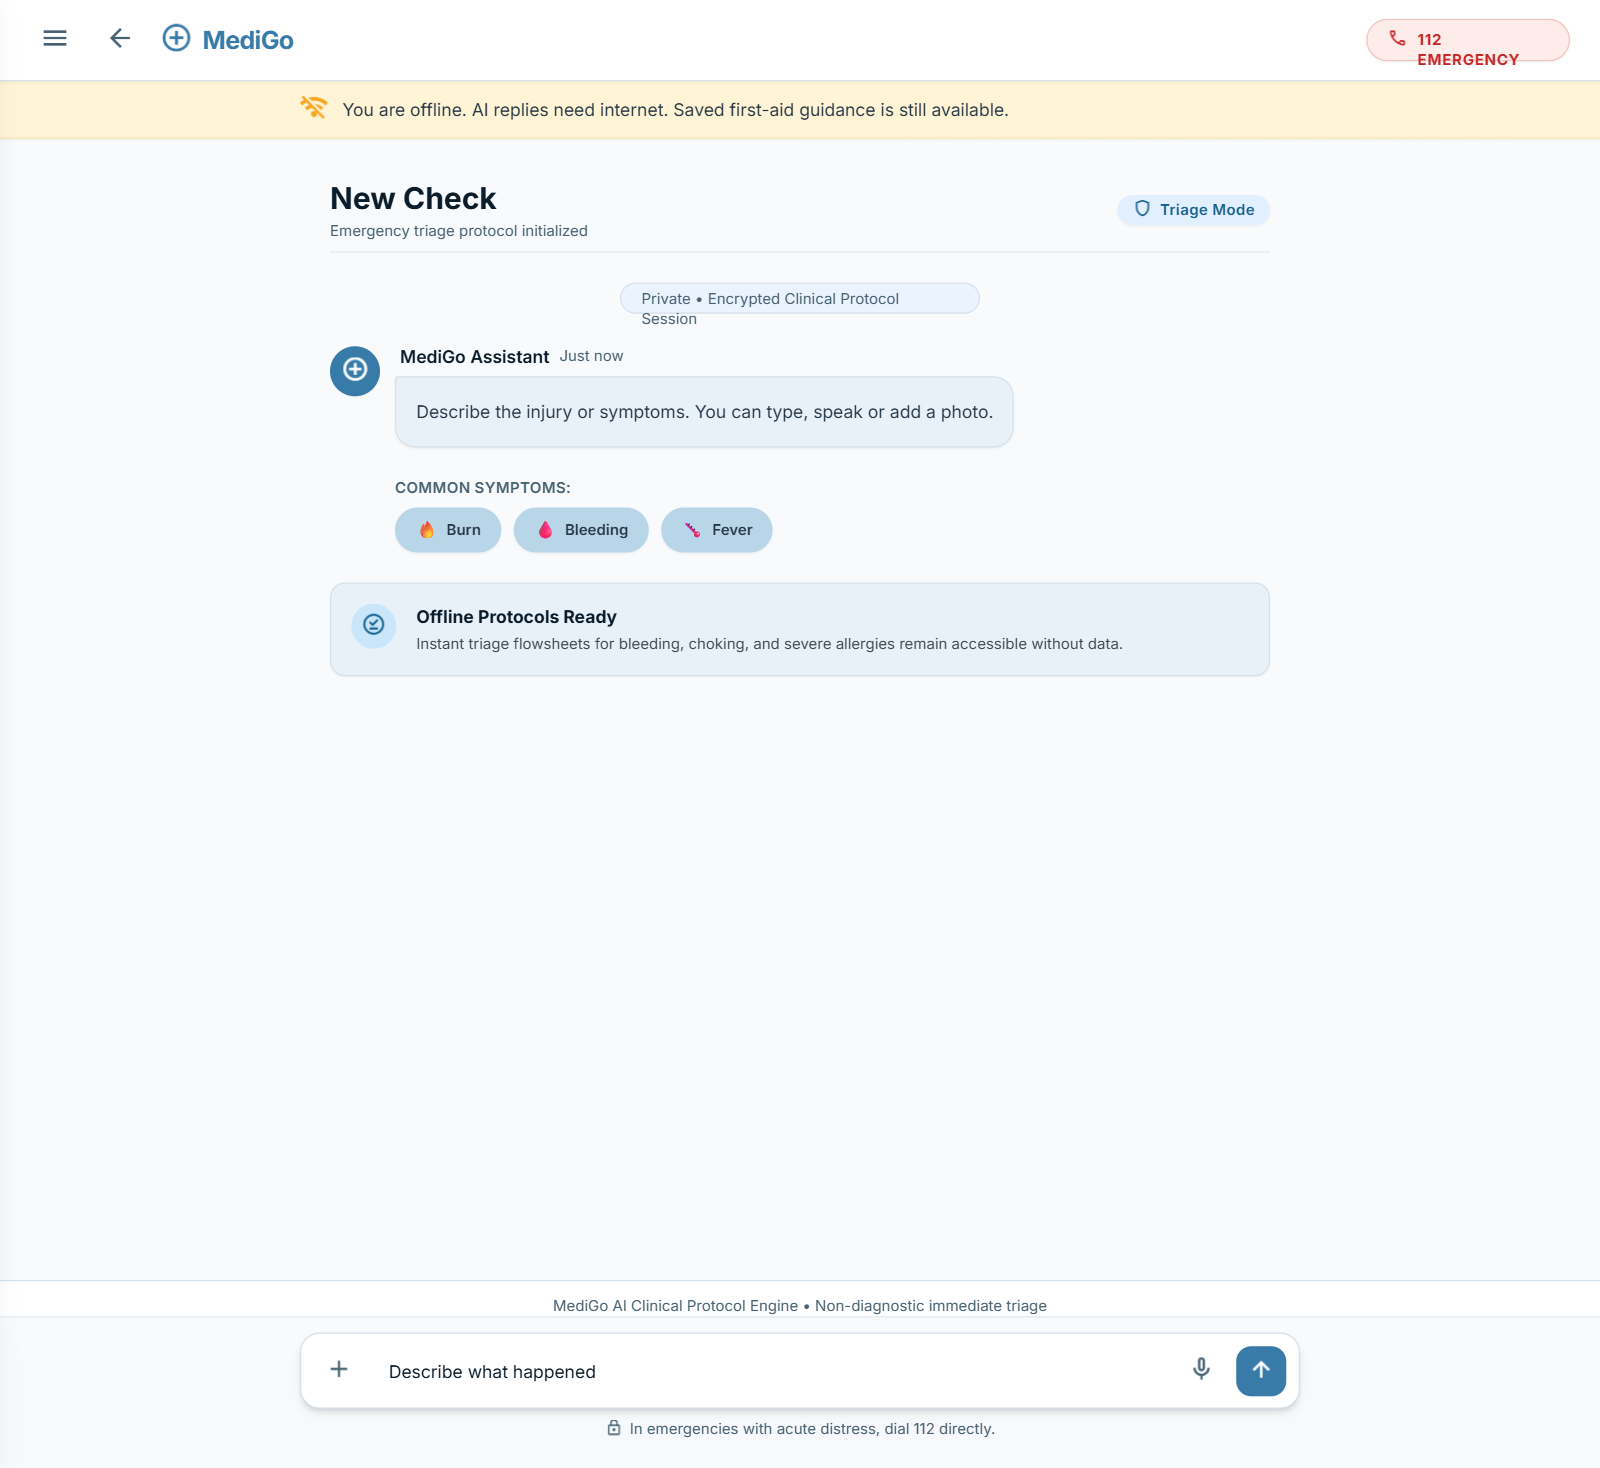 MediGo
112
EMERGENCY
You are offline. AI replies need internet. Saved first-aid guidance is still available.
New Check
Emergency triage protocol initialized
Triage Mode
Private • Encrypted Clinical Protocol
Session
MediGo Assistant Just now
Describe the injury or symptoms. You can type, speak or add a photo.
COMMON SYMPTOMS:
Burn
Bleeding
Fever
Offline Protocols Ready
Instant triage flowsheets for bleeding, choking, and severe allergies remain accessible without data.
MediGo AI Clinical Protocol Engine • Non-diagnostic immediate triage
Describe what happened
In emergencies with acute distress, dial 112 directly.